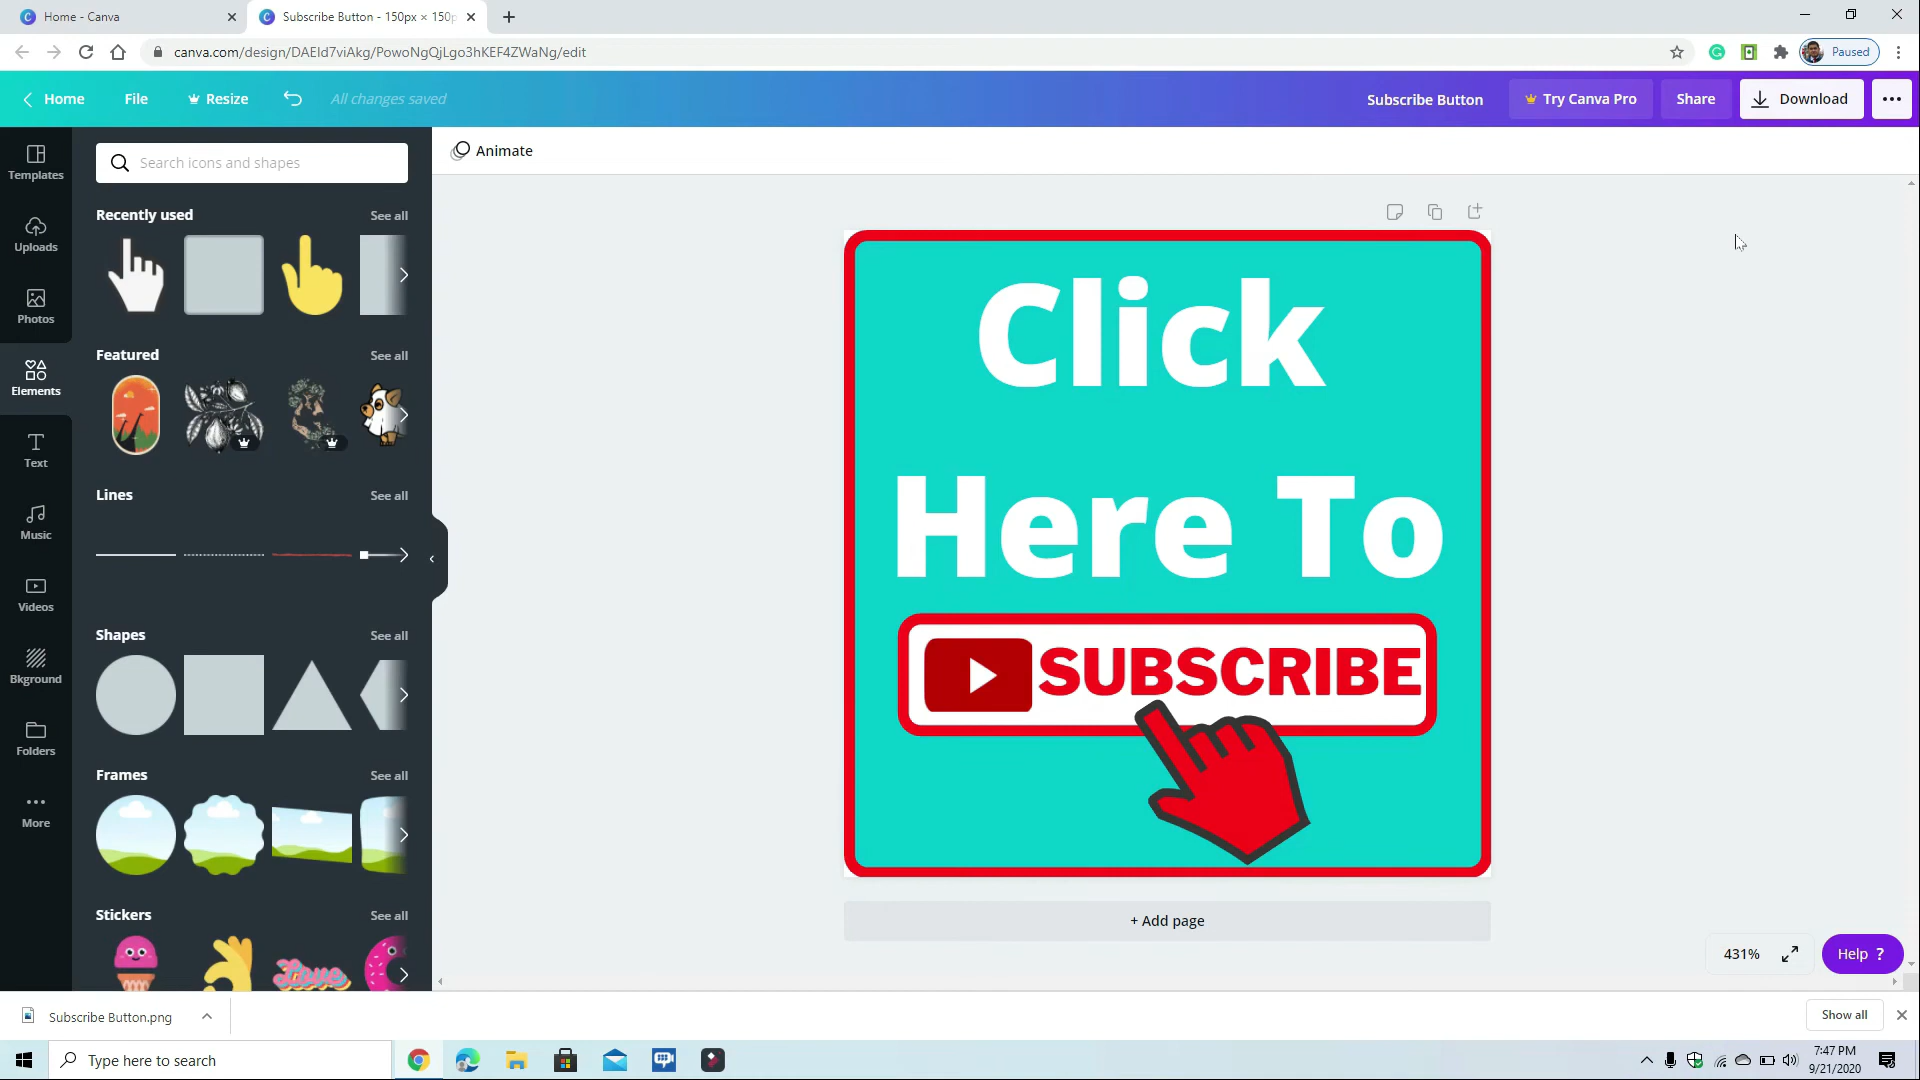 Home - Canva
Subscribe Button - 150px × 150p
canva.com/design/DAEId7viAkg/PowoNgQjLgo3hKEF4ZWaNg/edit
Paused
Home
File
Resize
All changes saved
Subscribe Button
Try Canva Pro
Share
Download
Templates
Uploads
Photos
Elements
Text
Music
Videos
Bkground
Folders
More
Search icons and shapes
Recently used
See all
Featured
See all
Lines
See all
Shapes
See all
Frames
See all
Stickers
See all
Love
Animate
Click
Here To
SUBSCRIBE
+ Add page
431%
Help ?
Subscribe Button.png
Show all
Type here to search
7:47 PM
9/21/2020